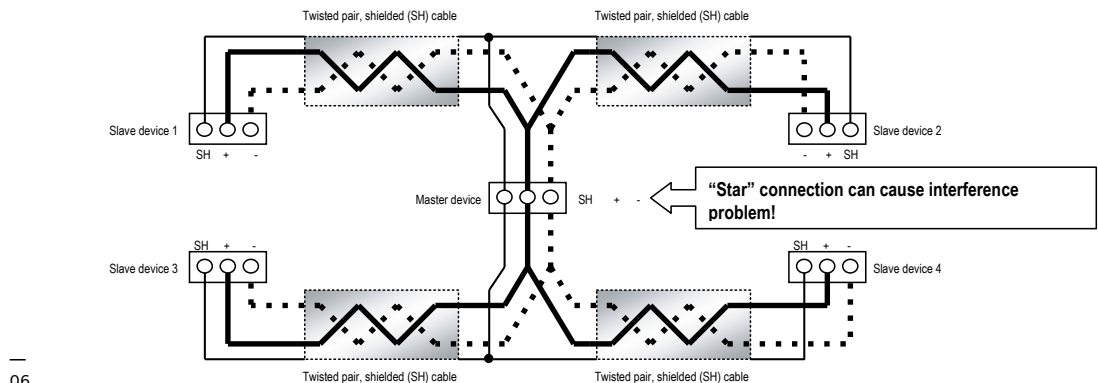 Twisted pair, shielded (SH) cable
Twisted pair, shielded (SH) cable
Slave device 1
SH + -
Slave device 2
- + SH
Master device
SH + -
“Star” connection can cause interference
problem!
Slave device 3
SH + -
Slave device 4
SH + -
Twisted pair, shielded (SH) cable
Twisted pair, shielded (SH) cable
—
06